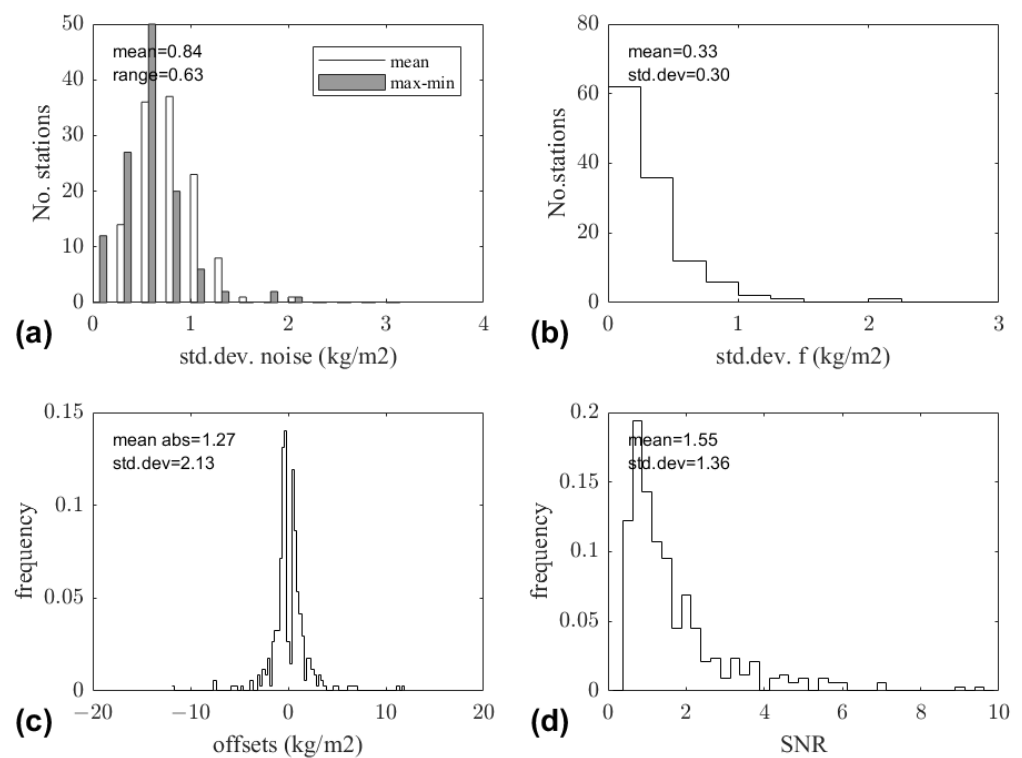 50
40
30
20
10
0
No. stations
mean=0.84
range=0.63
mean
max-min
0
1
2
3
4
std.dev. noise (kg/m2)
(a)
80
60
40
20
0
No.stations
mean=0.33
std.dev=0.30
0
1
2
3
std.dev. f (kg/m2)
(b)
0.15
0.1
0.05
0
frequency
mean abs=1.27
std.dev=2.13
−20
−10
0
10
20
offsets (kg/m2)
(c)
0.2
0.15
0.1
0.05
0
frequency
mean=1.55
std.dev=1.36
0
2
4
6
8
10
SNR
(d)